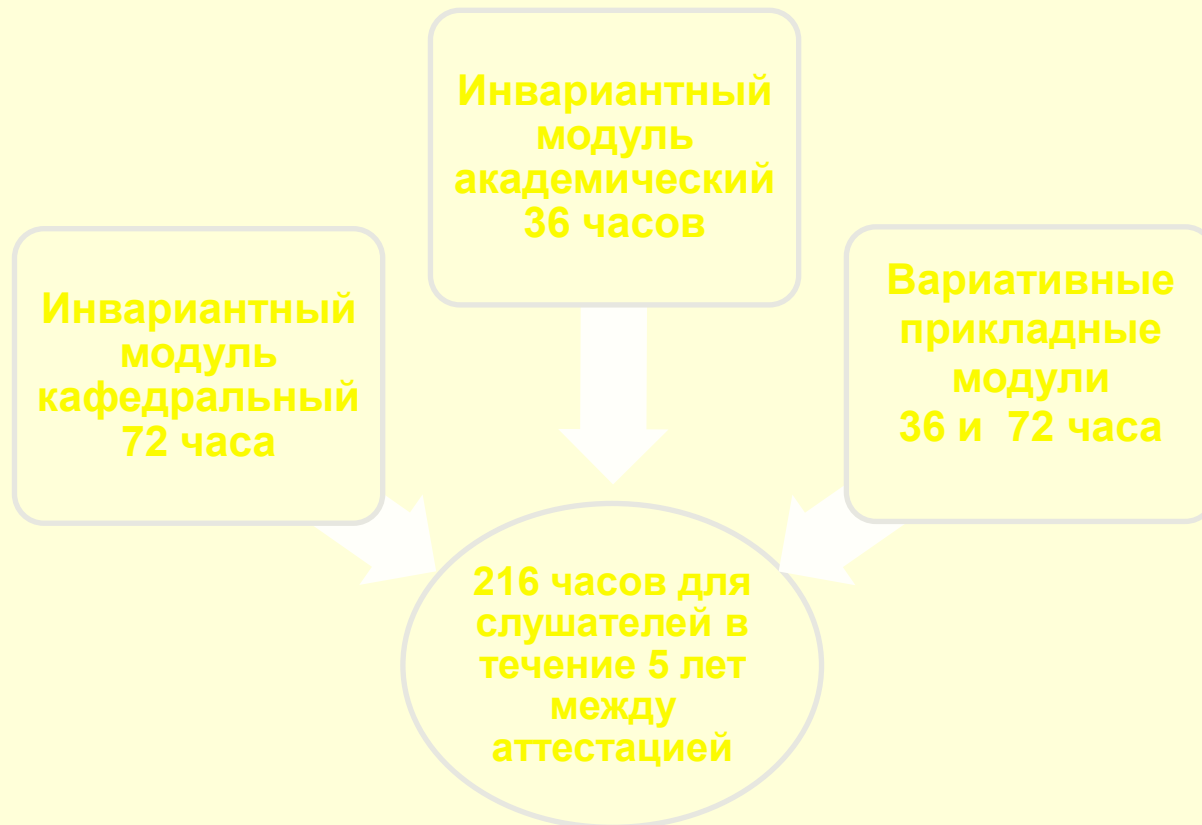 Инвариантный
модуль
академический
36 часов
Инвариантный
модуль
кафедральный
72 часа
Вариативные
прикладные
модули
36 и  72 часа
216 часов для
слушателей в
течение 5 лет
между
аттестацией